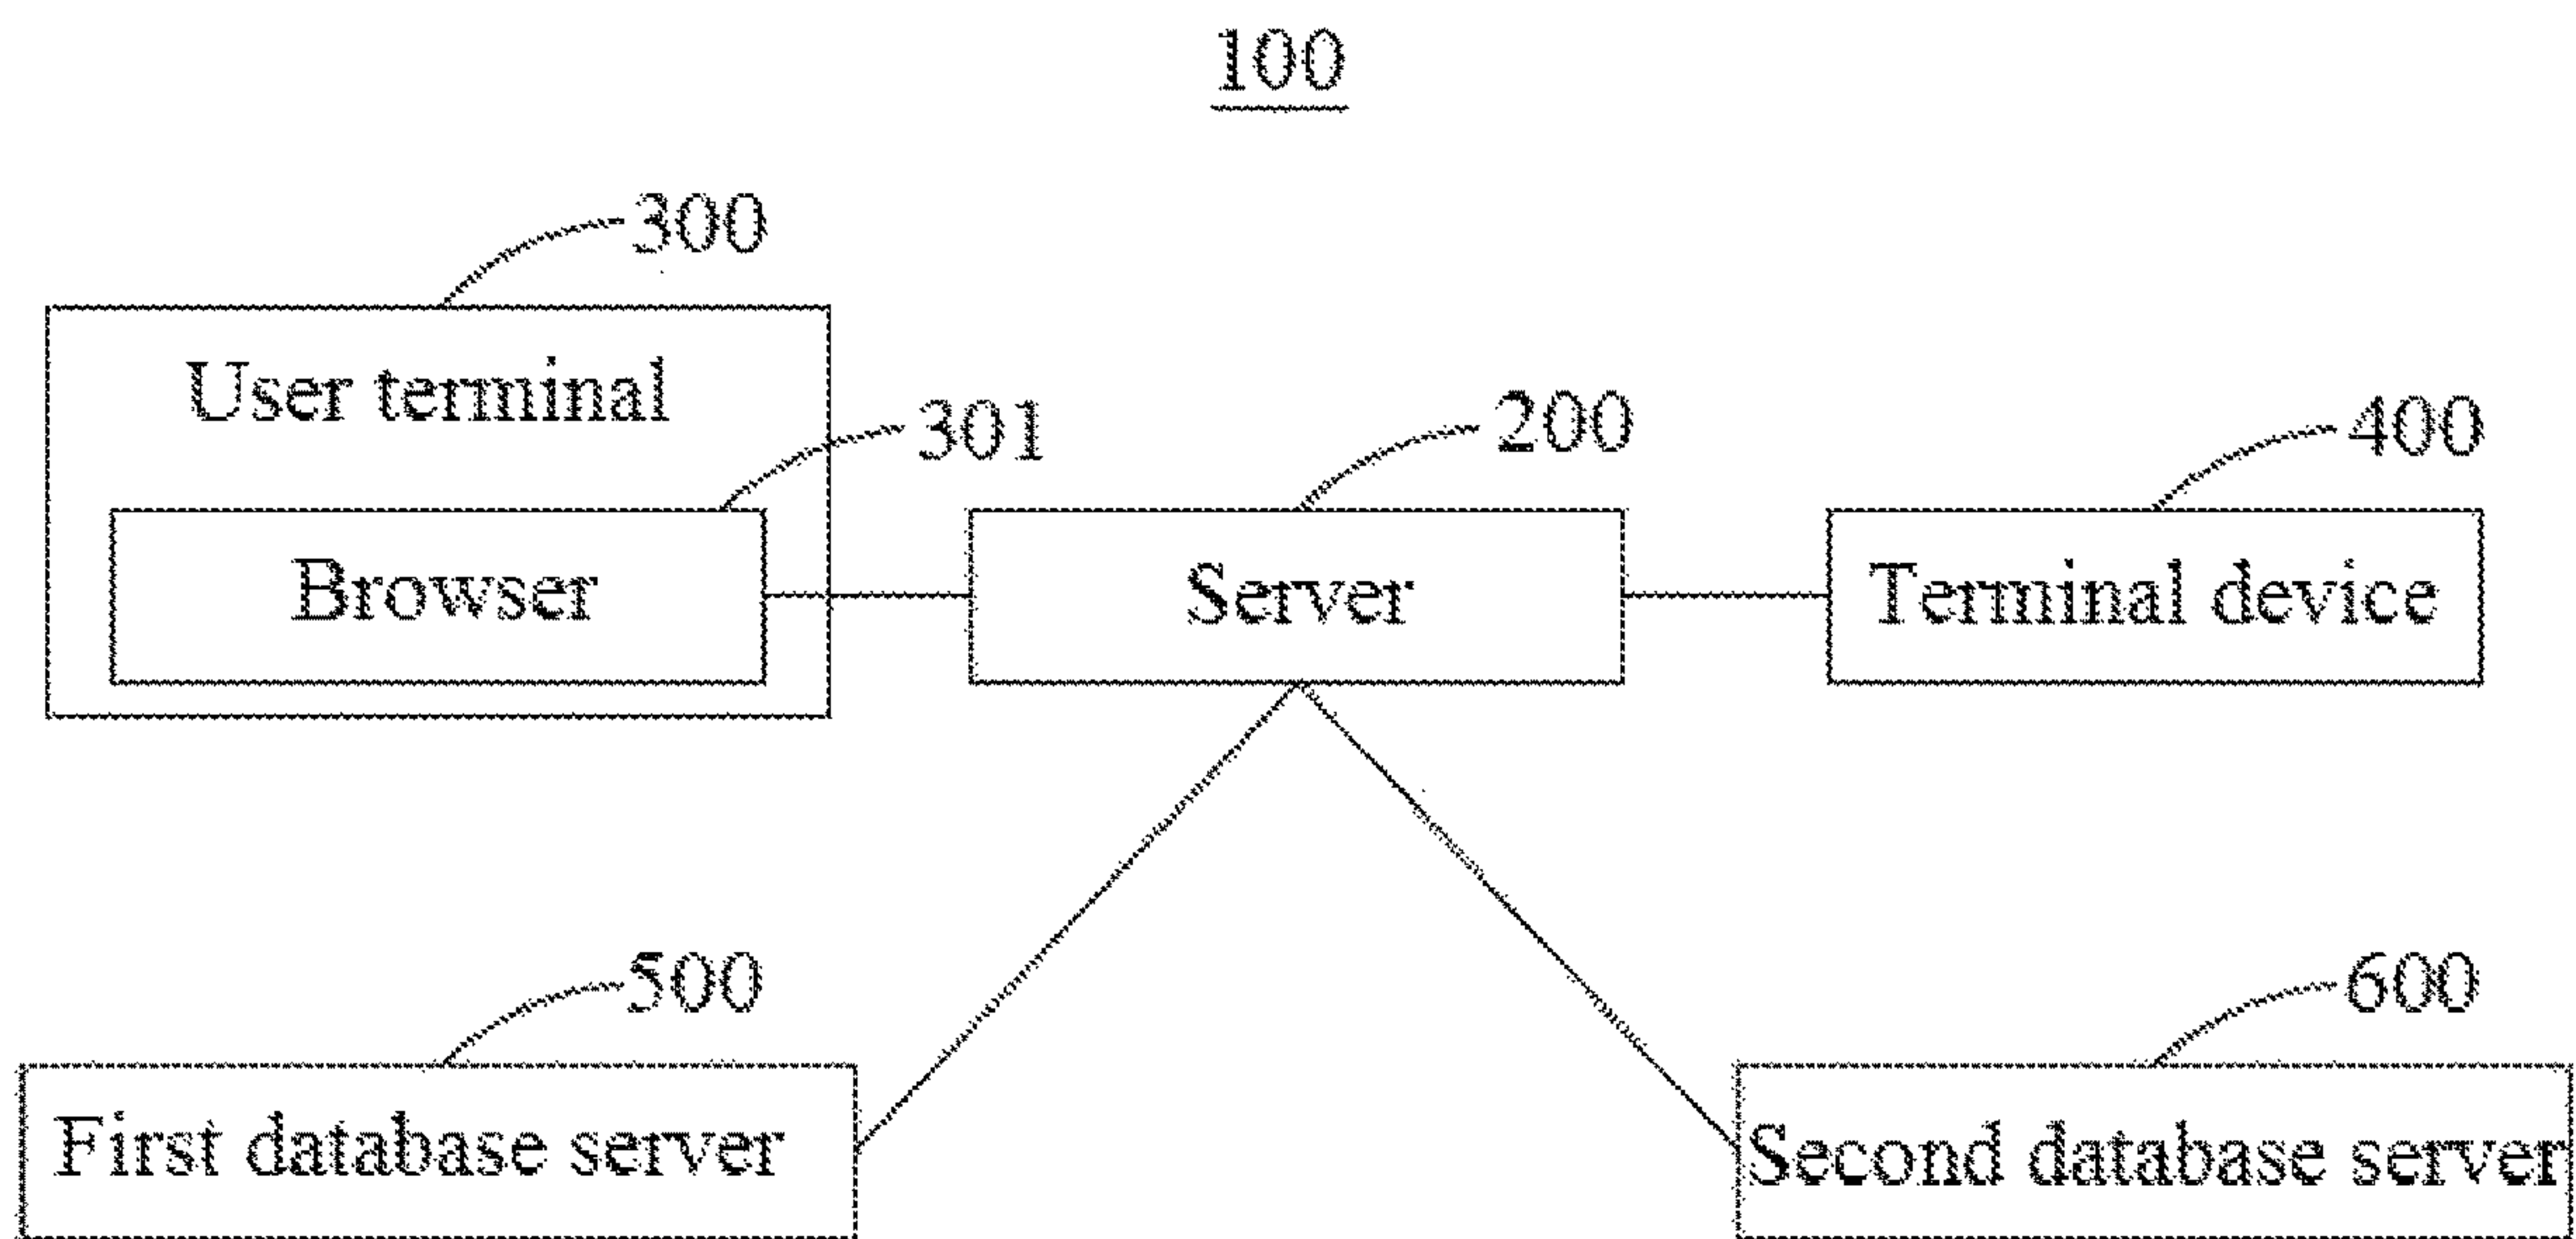 100
300
User terminal
301
200
400
Browser
Server
Terminal device
500
600
First database server
Second database server